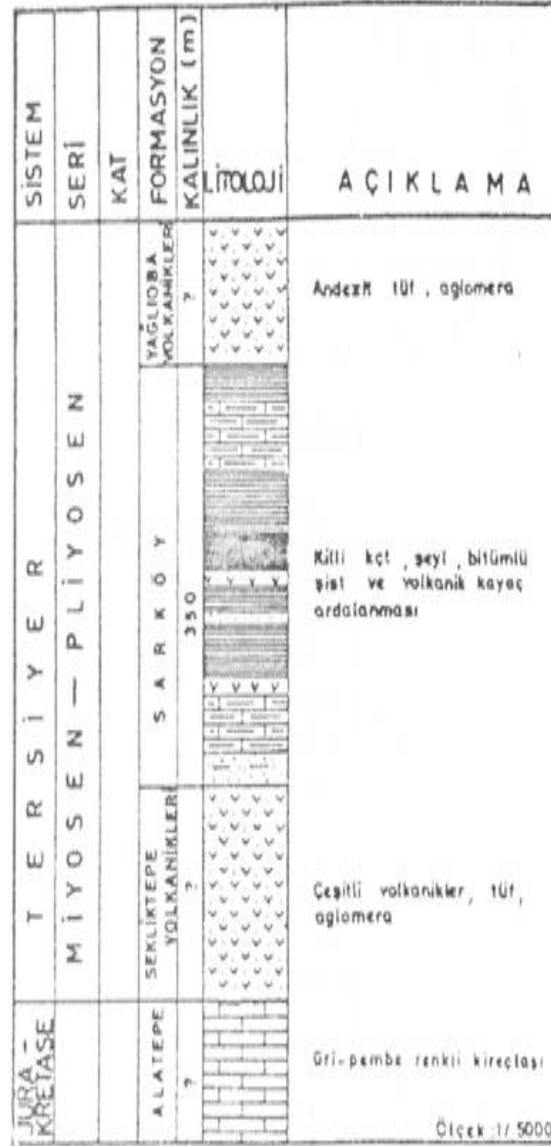 SİSTEM
SERİ
KAT
FORMASYON
KALINLIK (m)
LİTOLOJİ
AÇIKLAMA
TERSİYER
MİYOSEN — PLİYOSEN
YAĞLIOBA
VOLKANİKLERİ
?
Andezit tüf , aglomera
SARKÖY
350
Killi kçt , şeyl , bitümlü
şist ve volkanik kayaç
ardalanması
SEKLİKTEPE
VOLKANİKLERİ
?
Çeşitli volkanikler, tüf,
aglomera
JURA -
KRETASE
ALATEPE
?
Gri-pembe renkli kireçtaşı
Ölçek 1/ 5000